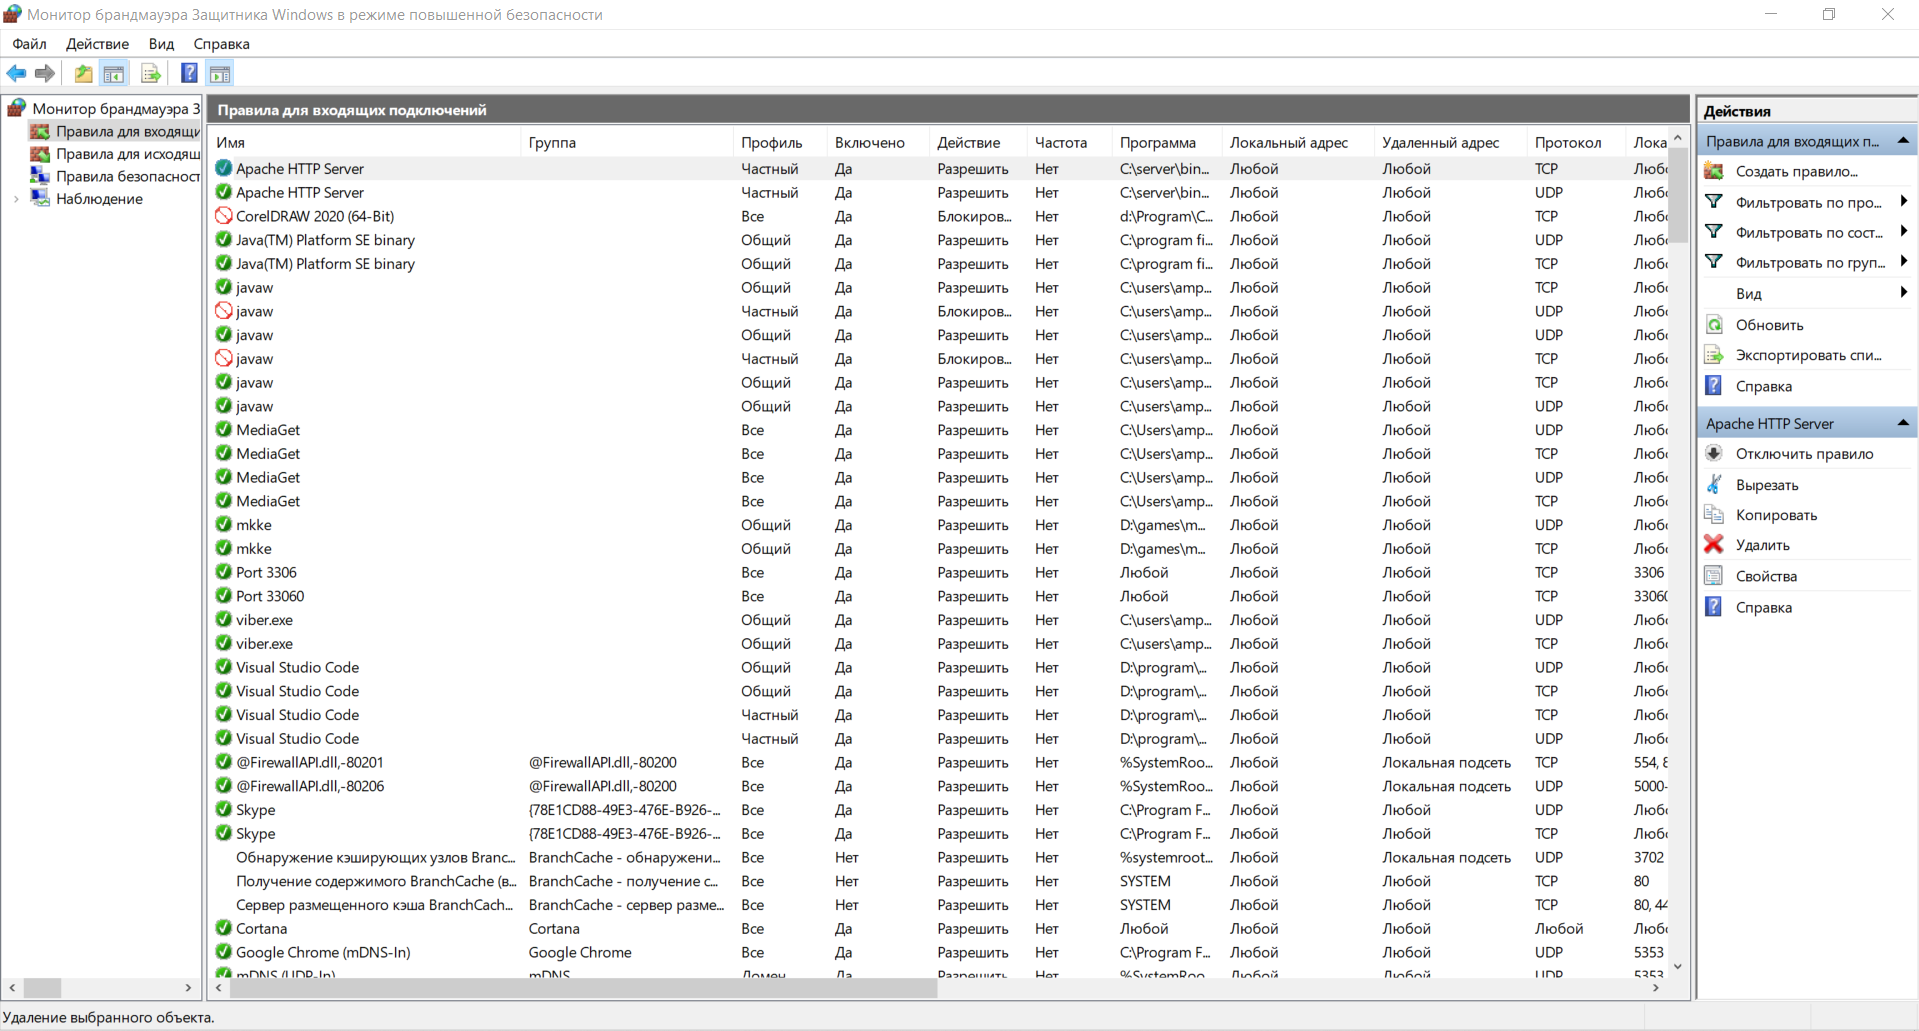 Монитор брандмауэра Защитника Windows в режиме повышенной безопасности
Файл Действие Вид Справка
Монитор брандмауэра З
Правила для входящи
Правила для исходящ
Правила безопасност
Наблюдение
Правила для входящих подключений
Имя Группа Профиль Включено Действие Частота Программа Локальный адрес Удаленный адрес Протокол Лока
Apache HTTP Server Частный Да Разрешить Нет C:\server\bin... Любой Любой TCP Любо
Apache HTTP Server Частный Да Разрешить Нет C:\server\bin... Любой Любой UDP Любо
CorelDRAW 2020 (64-Bit) Все Да Блокиров... Нет d:\Program\C... Любой Любой TCP Любо
Java(TM) Platform SE binary Общий Да Разрешить Нет C:\program fi... Любой Любой UDP Любо
Java(TM) Platform SE binary Общий Да Разрешить Нет C:\program fi... Любой Любой TCP Любо
javaw Общий Да Разрешить Нет C:\users\amp... Любой Любой TCP Любо
javaw Частный Да Блокиров... Нет C:\users\amp... Любой Любой UDP Любо
javaw Общий Да Разрешить Нет C:\users\amp... Любой Любой UDP Любо
javaw Частный Да Блокиров... Нет C:\users\amp... Любой Любой TCP Любо
javaw Общий Да Разрешить Нет C:\users\amp... Любой Любой TCP Любо
javaw Общий Да Разрешить Нет C:\users\amp... Любой Любой UDP Любо
MediaGet Все Да Разрешить Нет C:\Users\amp... Любой Любой UDP Любо
MediaGet Все Да Разрешить Нет C:\Users\amp... Любой Любой TCP Любо
MediaGet Все Да Разрешить Нет C:\Users\amp... Любой Любой UDP Любо
MediaGet Все Да Разрешить Нет C:\Users\amp... Любой Любой TCP Любо
mkke Общий Да Разрешить Нет D:\games\m... Любой Любой UDP Любо
mkke Общий Да Разрешить Нет D:\games\m... Любой Любой TCP Любо
Port 3306 Все Да Разрешить Нет Любой Любой Любой TCP 3306
Port 33060 Все Да Разрешить Нет Любой Любой Любой TCP 33060
viber.exe Общий Да Разрешить Нет C:\users\amp... Любой Любой UDP Любо
viber.exe Общий Да Разрешить Нет C:\users\amp... Любой Любой TCP Любо
Visual Studio Code Общий Да Разрешить Нет D:\program\... Любой Любой UDP Любо
Visual Studio Code Общий Да Разрешить Нет D:\program\... Любой Любой TCP Любо
Visual Studio Code Частный Да Разрешить Нет D:\program\... Любой Любой TCP Любо
Visual Studio Code Частный Да Разрешить Нет D:\program\... Любой Любой UDP Любо
@FirewallAPI.dll,-80201 @FirewallAPI.dll,-80200 Все Да Разрешить Нет %SystemRoo... Любой Локальная подсеть TCP 554, 8
@FirewallAPI.dll,-80206 @FirewallAPI.dll,-80200 Все Да Разрешить Нет %SystemRoo... Любой Локальная подсеть UDP 5000-
Skype {78E1CD88-49E3-476E-B926-... Все Да Разрешить Нет C:\Program F... Любой Любой UDP Любо
Skype {78E1CD88-49E3-476E-B926-... Все Да Разрешить Нет C:\Program F... Любой Любой TCP Любо
Обнаружение кэширующих узлов Branc... BranchCache - обнаружени... Все Нет Разрешить Нет %systemroot... Любой Локальная подсеть UDP 3702
Получение содержимого BranchCache (в... BranchCache - получение с... Все Нет Разрешить Нет SYSTEM Любой Любой TCP 80
Сервер размещенного кэша BranchCach... BranchCache - сервер разме... Все Нет Разрешить Нет SYSTEM Любой Любой TCP 80, 44
Cortana Cortana Все Да Разрешить Нет Любой Любой Любой Любой Любо
Google Chrome (mDNS-In) Google Chrome Все Да Разрешить Нет C:\Program F... Любой Любой UDP 5353
mDNS (UDP-In) mDNS Домен Да Разрешить Нет %SystemRoo... Любой Любой UDP 5353
Действия
Правила для входящих п...
Создать правило...
Фильтровать по про...
Фильтровать по сост...
Фильтровать по груп...
Вид
Обновить
Экспортировать спи...
Справка
Apache HTTP Server
Отключить правило
Вырезать
Копировать
Удалить
Свойства
Справка
Удаление выбранного объекта.